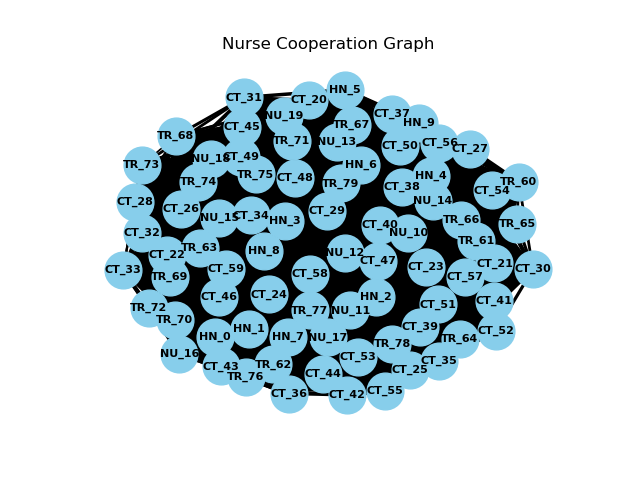 Nurse Cooperation Graph
HN_5
CT_31
CT_20
CT_37
NU_19
HN_9
CT_45
TR_67
TR_68
TR_71
NU_13
CT_50
CT_56
CT_27
NU_18
CT_49
TR_73
HN_6
TR_75
CT_48
HN_4
TR_74
TR_79
CT_38
CT_54
TR_60
CT_28
NU_14
CT_26
CT_29
NU_15
CT_34
HN_3
TR_66
TR_65
CT_40
NU_10
CT_32
TR_61
TR_63
HN_8
NU_12
CT_22
CT_47
CT_21
CT_33
CT_59
CT_23
CT_30
TR_69
CT_58
CT_57
CT_46
CT_24
HN_2
CT_41
CT_51
TR_72
TR_77
NU_11
TR_70
CT_39
HN_1
CT_52
HN_0
HN_7
NU_17
TR_64
TR_78
NU_16
CT_53
CT_35
TR_62
CT_43
CT_25
CT_44
TR_76
CT_55
CT_36
CT_42